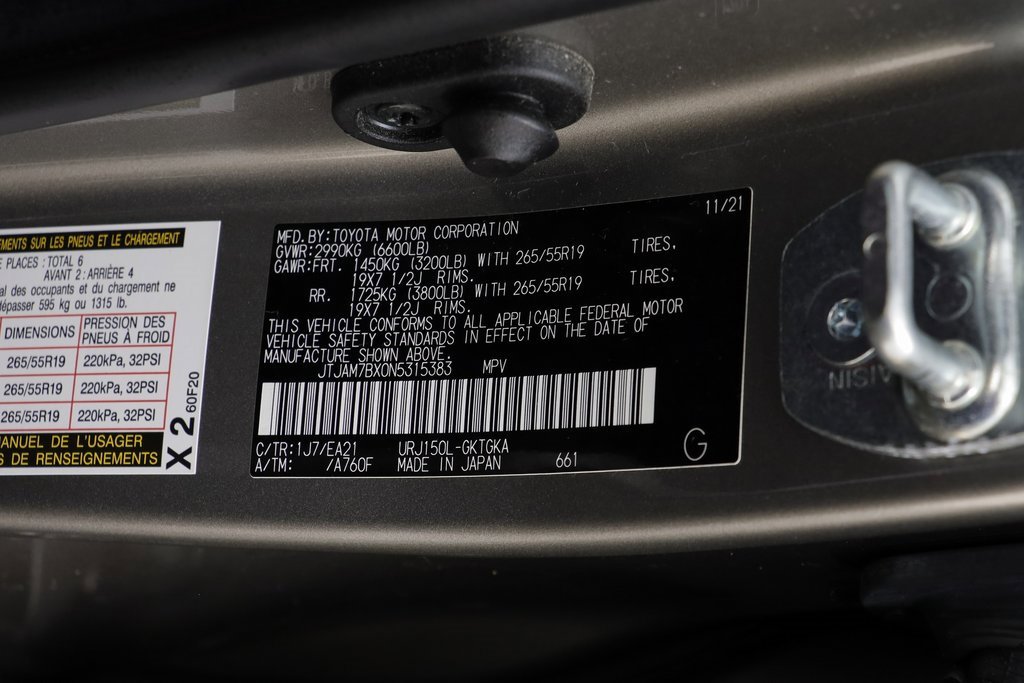 EMENTS SUR LES PNEUS ET LE CHARGEMENT
E PLACES : TOTAL 6
AVANT 2 : ARRIÈRE 4
al des occupants et du chargement ne
dépasser 595 kg ou 1315 lb.
DIMENSIONS PRESSION DES PNEUS À FROID
265/55R19 220kPa, 32PSI
265/55R19 220kPa, 32PSI
265/55R19 220kPa, 32PSI
MANUEL DE L'USAGER
S DE RENSEIGNEMENTS
X 2
60F20
11/21
MFD.BY:TOYOTA MOTOR CORPORATION
GVWR:2990KG (6600LB)
GAWR:FRT. 1450KG (3200LB) WITH 265/55R19 TIRES,
19X7 1/2J RIMS.
RR. 1725KG (3800LB) WITH 265/55R19 TIRES,
19X7 1/2J RIMS.
THIS VEHICLE CONFORMS TO ALL APPLICABLE FEDERAL MOTOR
VEHICLE SAFETY STANDARDS IN EFFECT ON THE DATE OF
MANUFACTURE SHOWN ABOVE.
JTJAM7BX0N5315383 MPV
C/TR:1J7/EA21 URJ150L-GKTGKA
A/TM: /A760F MADE IN JAPAN 661
G
AISIN